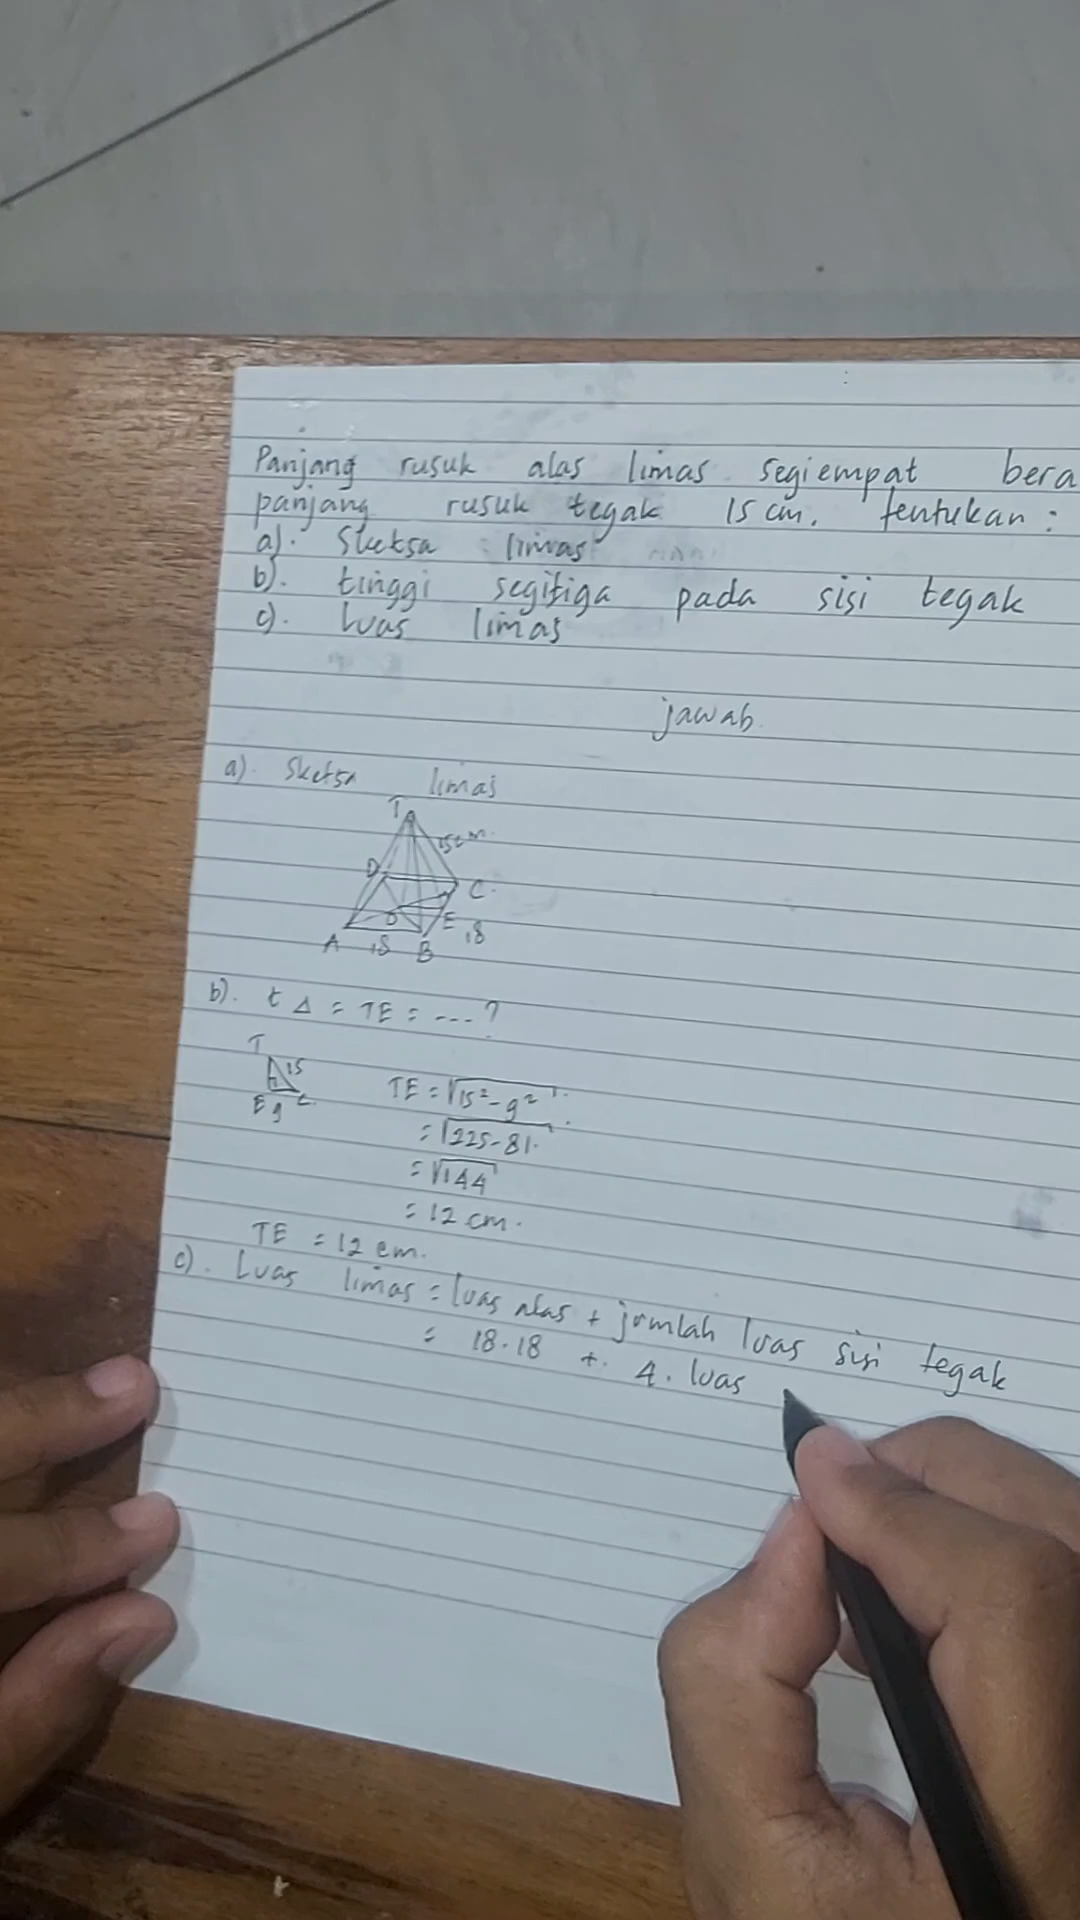 Panjang rusuk alas limas segiempat bera
panjang rusuk tegak 15 cm. tentukan :
a). Sketsa limas
b). tinggi segitiga pada sisi tegak
c). Luas limas
jawab.
a). Sketsa limas
T
15cm.
D
C.
O
E
A
18
B
18
b). t Δ = TE = ---- ?
T
15
E 9 C
TE = √15² - 9²
= √225 - 81.
= √144
= 12 cm.
TE = 12 cm.
c). Luas limas = luas alas + jumlah luas sisi tegak
= 18.18 + 4. luas